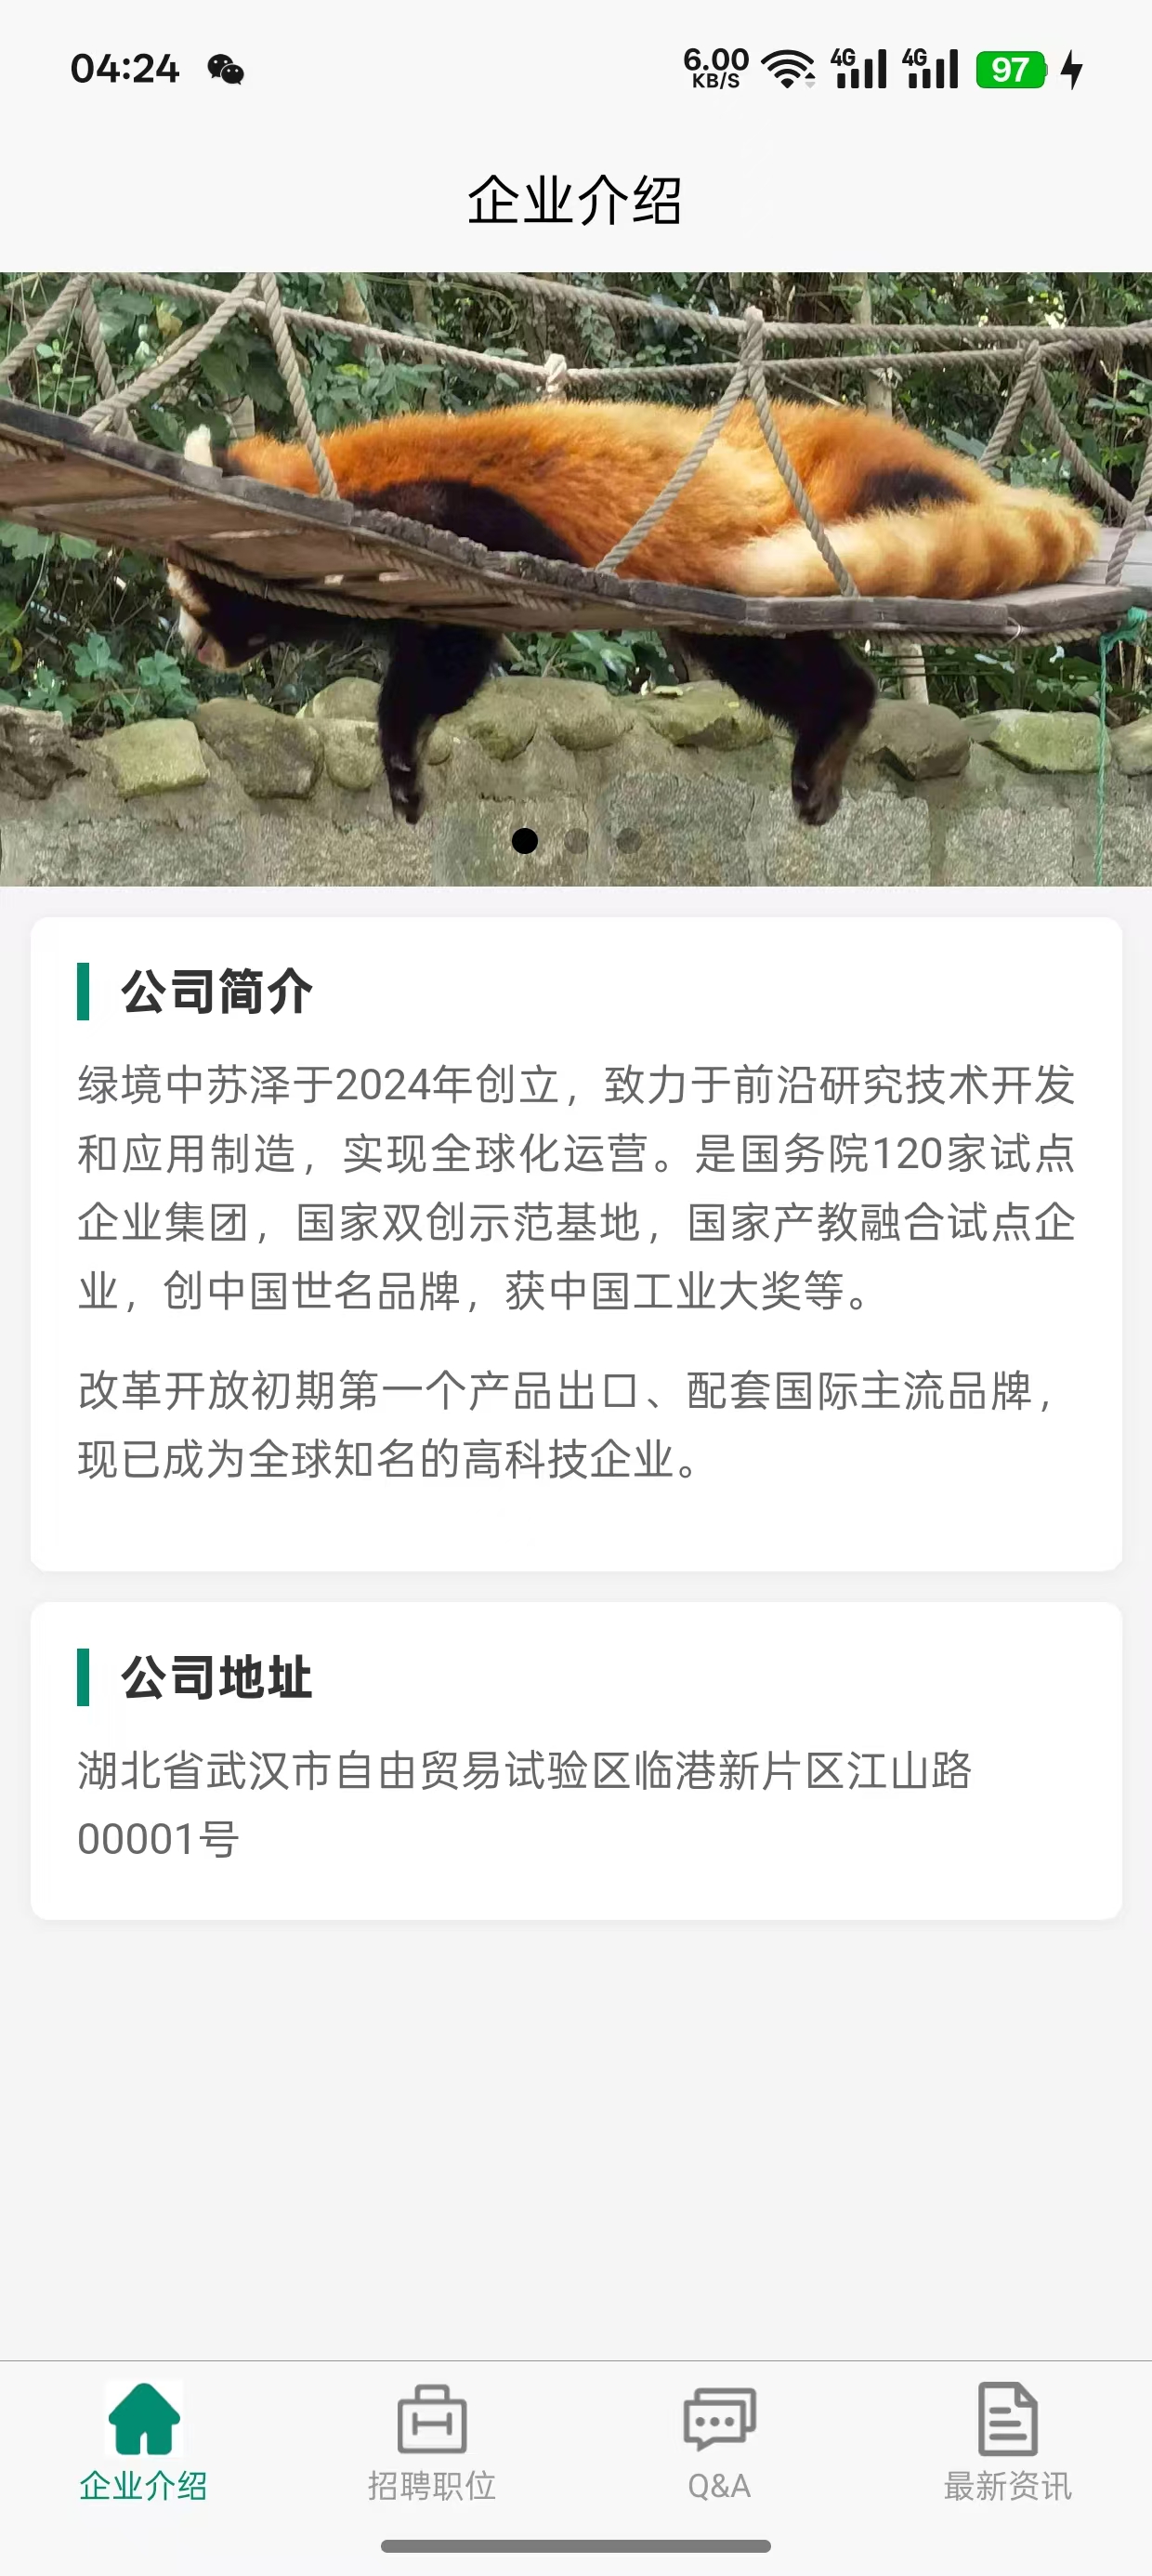 04:24
6.00 KB/S 4G 4G 97
企业介绍
公司简介
绿境中苏泽于2024年创立，致力于前沿研究技术开发
和应用制造，实现全球化运营。是国务院120家试点
企业集团，国家双创示范基地，国家产教融合试点企
业，创中国世名品牌，获中国工业大奖等。
改革开放初期第一个产品出口、配套国际主流品牌，
现已成为全球知名的高科技企业。
公司地址
湖北省武汉市自由贸易试验区临港新片区江山路
00001号
企业介绍 招聘职位 Q&A 最新资讯